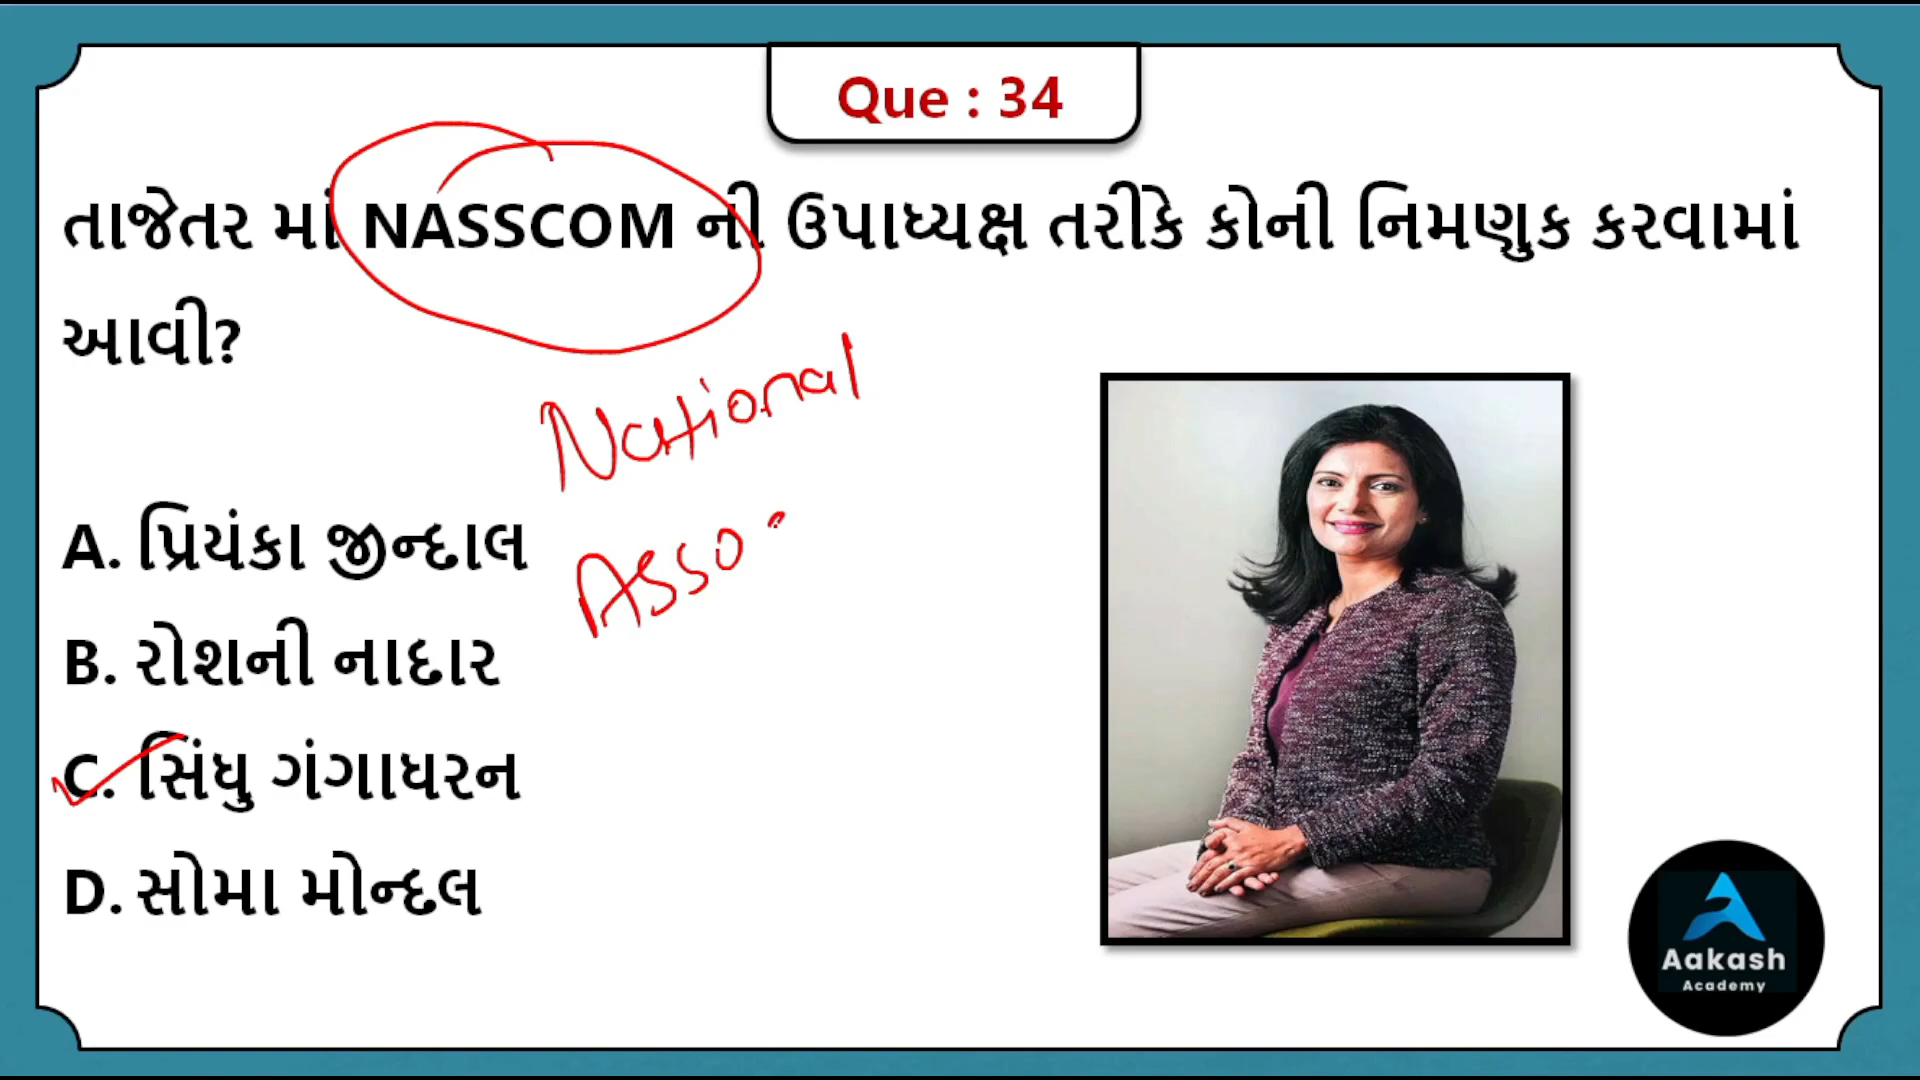 Que : 34
તાજેતર માં NASSCOM ની ઉપાધ્યક્ષ તરીકે કોની નિમણુક કરવામાં
આવી?
National
Asso
A. પ્રિયંકા જીન્દાલ
B. રોશની નાદાર
C. સિંધુ ગંગાધરન
D. સોમા મોન્દલ
Aakash
Academy